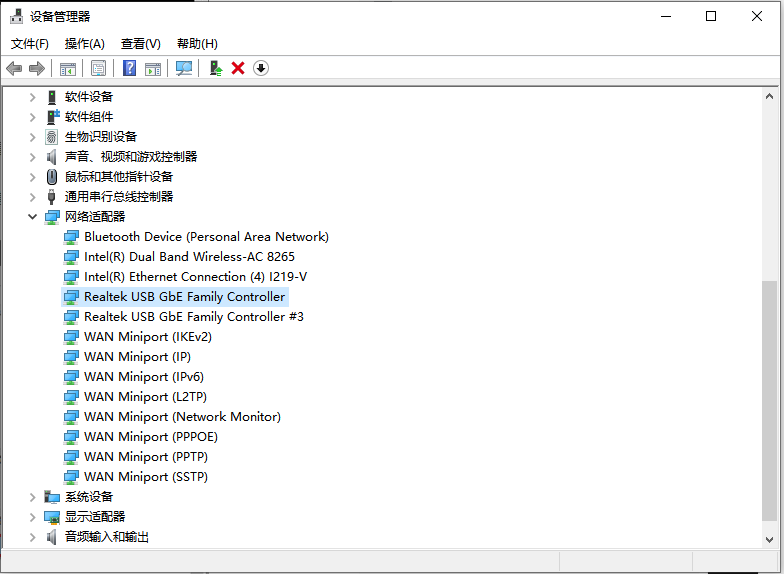 设备管理器
文件(F) 操作(A) 查看(V) 帮助(H)
软件设备
软件组件
生物识别设备
声音、视频和游戏控制器
鼠标和其他指针设备
通用串行总线控制器
网络适配器
Bluetooth Device (Personal Area Network)
Intel(R) Dual Band Wireless-AC 8265
Intel(R) Ethernet Connection (4) I219-V
Realtek USB GbE Family Controller
Realtek USB GbE Family Controller #3
WAN Miniport (IKEv2)
WAN Miniport (IP)
WAN Miniport (IPv6)
WAN Miniport (L2TP)
WAN Miniport (Network Monitor)
WAN Miniport (PPPOE)
WAN Miniport (PPTP)
WAN Miniport (SSTP)
系统设备
显示适配器
音频输入和输出